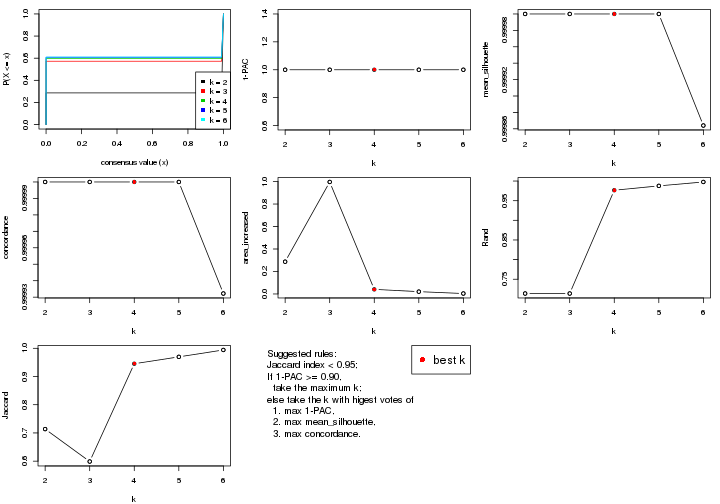 P(X <= x)
1.0
0.8
0.6
0.4
0.2
0.0
k = 2
k = 3
k = 4
k = 5
k = 6
0.0 0.2 0.4 0.6 0.8 1.0
consensus value (x)
1-PAC
1.4
1.2
1.0
0.8
0.6
2 3 4 5 6
k
mean_silhouette
0.99998
0.99992
0.99986
2 3 4 5 6
k
concordance
0.99999
0.99996
0.99993
2 3 4 5 6
k
area_increased
1.0
0.8
0.6
0.4
0.2
0.0
2 3 4 5 6
k
Rand
0.95
0.85
0.75
2 3 4 5 6
k
Jaccard
1.0
0.9
0.8
0.7
0.6
2 3 4 5 6
k
Suggested rules:
Jaccard index < 0.95;
If 1-PAC >= 0.90,
take the maximum k;
else take the k with higest votes of
1. max 1-PAC,
2. max mean_silhouette,
3. max concordance.
best k